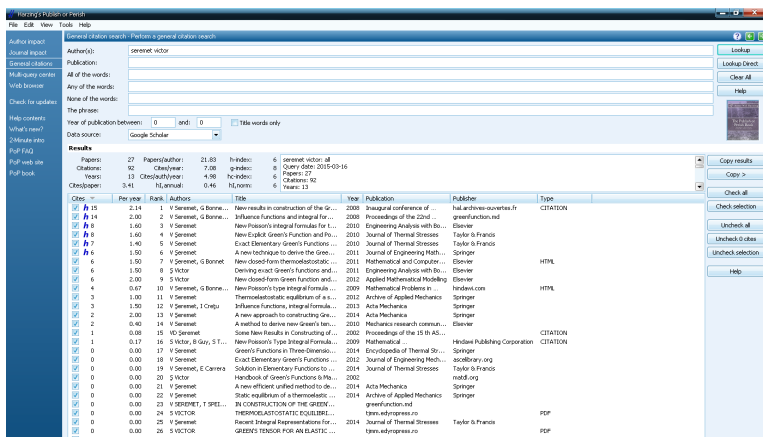 Harzing's Publish or Perish
File Edit View Tools Help
Author impact
Journal impact
General citations
Multi-query center
Web browser
Check for updates
Help contents
What's new?
2-Minute intro
PoP FAQ
PoP web site
PoP book
General citation search - Perform a general citation search
Author(s): seremet victor Lookup
Publication: Lookup Direct
All of the words: Clear All
Any of the words: Help
None of the words:
The phrase:
Year of publication between: 0 and: 0 Title words only
Data source: Google Scholar
Results
Papers: 27 Papers/author: 21.83 h-index: 6 seremet victor: all
Citations: 92 Cites/year: 7.08 g-index: 8 Query date: 2015-03-16
Years: 13 Cites/auth/year: 4.98 hc-index: 6 Papers: 27
Cites/paper: 3.41 hI,annual: 0.46 hI,norm: 6 Citations: 92
Years: 13
Copy results
Copy >
Check all
Check selection
Uncheck all
Uncheck 0 cites
Uncheck selection
Help
Cites Per year Rank Authors Title Year Publication Publisher Type
h 15 2.14 1 V Şeremet, G Bonne... New results in construction of the Gr... 2008 Inaugural conference of ... hal.archives-ouvertes.fr CITATION
h 14 2.00 2 V Şeremet, G Bonne... Influence functions and integral for... 2008 Proceedings of the 22nd ... greenfunction.md
h 8 1.60 3 V Seremet New Poisson's integral formulas for t... 2010 Engineering Analysis with Bo... Elsevier
h 8 1.60 4 V Seremet New Explicit Green's Function and Po... 2010 Journal of Thermal Stresses Taylor & Francis
h 7 1.40 5 V Seremet Exact Elementary Green's Functions ... 2010 Journal of Thermal Stresses Taylor & Francis
h 6 1.50 6 V Şeremet A new technique to derive the Gree... 2011 Journal of Engineering Math... Springer
6 1.50 7 V Şeremet, G Bonnet New closed-form thermoelastostatic ... 2011 Mathematical and Computer... Elsevier HTML
6 1.50 8 Ş Victor Deriving exact Green's functions and... 2011 Engineering Analysis with Bo... Elsevier
6 2.00 9 S Victor New closed-form Green function and... 2012 Applied Mathematical Modelling Elsevier
4 0.67 10 V Şeremet, G Bonne... New Poisson's type integral formula ... 2009 Mathematical Problems in ... hindawi.com HTML
3 1.00 11 V Şeremet Thermoelastostatic equilibrium of a s... 2012 Archive of Applied Mechanics Springer
3 1.50 12 V Şeremet, I Creţu Influence functions, integral formula... 2013 Acta Mechanica Springer
2 2.00 13 V Şeremet A new approach to constructing Gre... 2014 Acta Mechanica Springer
2 0.40 14 V Seremet A method to derive new Green's ten... 2010 Mechanics research commun... Elsevier
1 0.08 15 VD Şeremet Some New Results in Constructing of... 2002 Proceedings of the 15 th AS... CITATION
1 0.17 16 S Victor, B Guy, S T... New Poisson's Type Integral Formula... 2009 Mathematical ... Hindawi Publishing Corporation CITATION
0 0.00 17 V Şeremet Green's Functions in Three-Dimensio... 2014 Encyclopedia of Thermal Str... Springer
0 0.00 18 V Seremet Exact Elementary Green's Functions ... 2012 Journal of Engineering Mech... ascelibrary.org
0 0.00 19 V Seremet, E Carrera Solution in Elementary Functions to ... 2014 Journal of Thermal Stresses Taylor & Francis
0 0.00 20 Ş Victor Handbook of Green's Functions & Ma... 2002 matdl.org
0 0.00 21 V Şeremet A new efficient unified method to de... 2014 Acta Mechanica Springer
0 0.00 22 V Şeremet Static equilibrium of a thermoelastic ... 2014 Archive of Applied Mechanics Springer
0 0.00 23 V SEREMET, T SPEI... IN CONSTRUCTION OF THE GREEN'... greenfunction.md
0 0.00 24 S VICTOR THERMOELASTOSTATIC EQUILIBRI... tjmm.edyropress.ro PDF
0 0.00 25 V Şeremet Recent Integral Representations for... 2014 Journal of Thermal Stresses Taylor & Francis
0 0.00 26 S VICTOR GREEN'S TENSOR FOR AN ELASTIC ... tjmm.edyropress.ro PDF